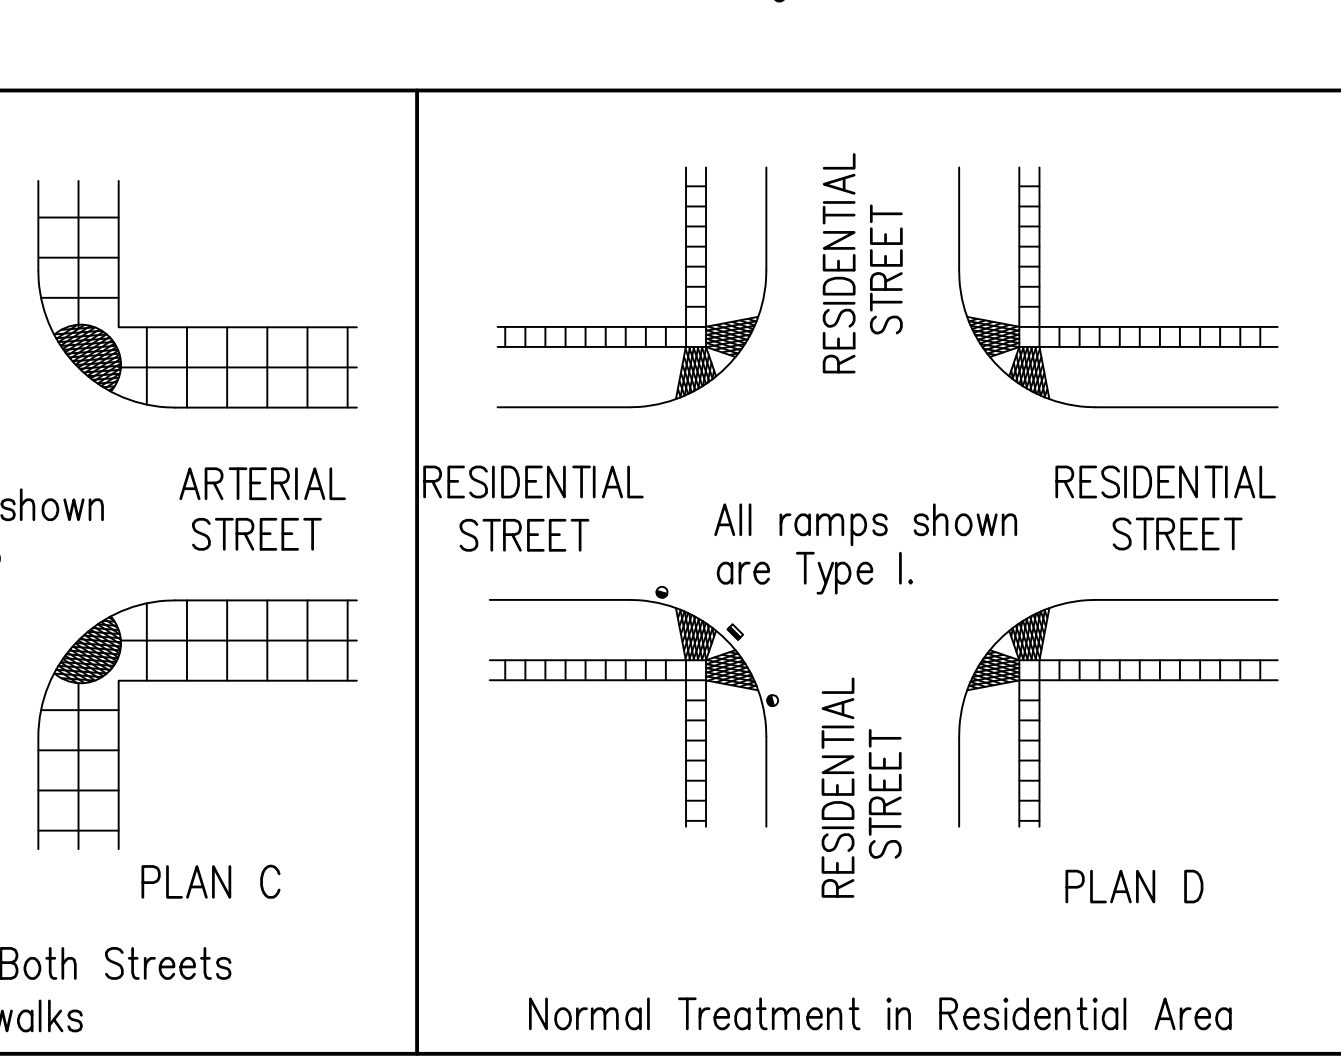 shown
ARTERIAL
STREET
PLAN C
Both Streets
walks
RESIDENTIAL
STREET
RESIDENTIAL
STREET
All ramps shown
are Type I.
RESIDENTIAL
STREET
RESIDENTIAL
STREET
PLAN D
Normal Treatment in Residential Area